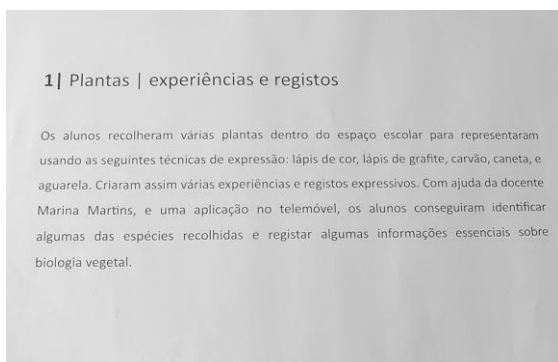 1| Plantas | experiências e registos
Os alunos recolheram várias plantas dentro do espaço escolar para representaram
usando as seguintes técnicas de expressão: lápis de cor, lápis de grafite, carvão, caneta, e
aguarela. Criaram assim várias experiências e registos expressivos. Com ajuda da docente
Marina Martins, e uma aplicação no telemóvel, os alunos conseguiram identificar
algumas das espécies recolhidas e registar algumas informações essenciais sobre
biologia vegetal.